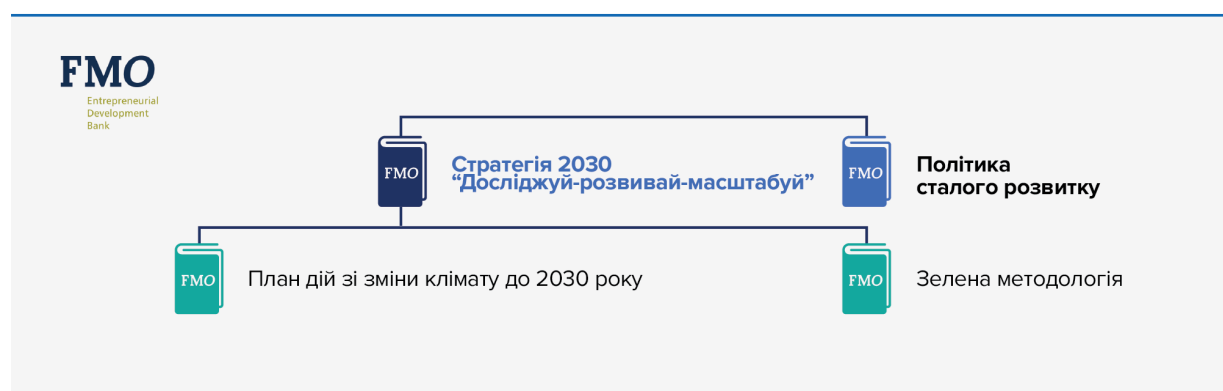 FMO
Entrepreneurial
Development
Bank
FMO
Стратегія 2030
“Досліджуй-розвивай-масштабуй”
FMO
Політика
сталого розвитку
FMO
План дій зі зміни клімату до 2030 року
FMO
Зелена методологія